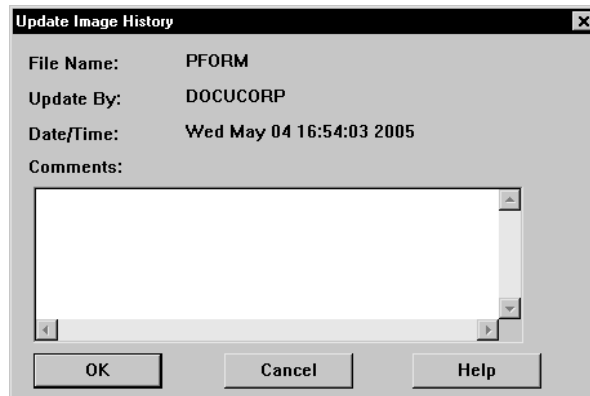 Update Image History
File Name: PFORM
Update By: DOCUCORP
Date/Time: Wed May 04 16:54:03 2005
Comments:
OK Cancel Help